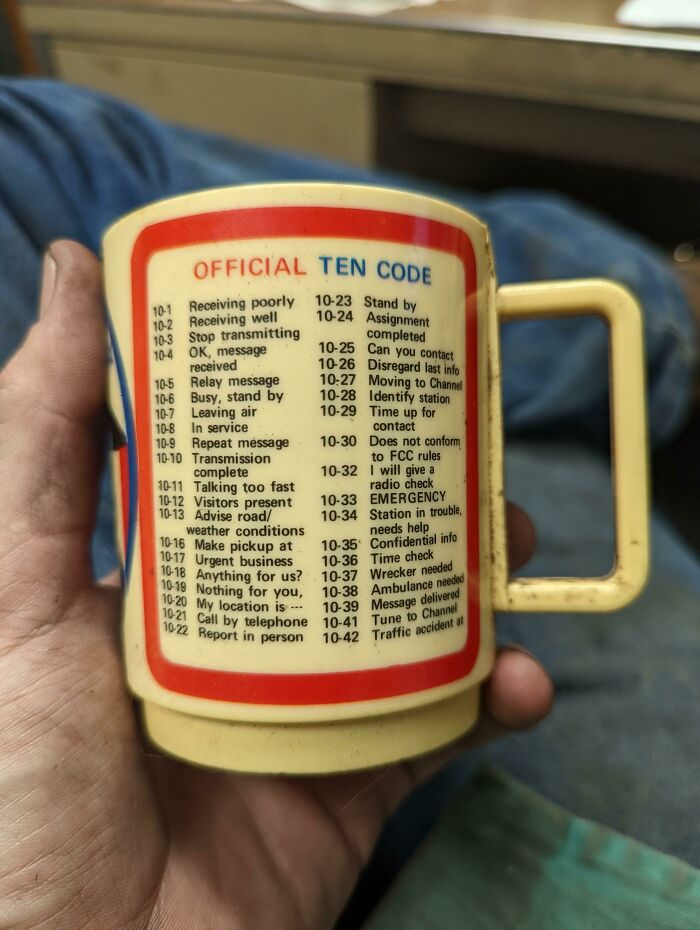 OFFICIAL TEN CODE
10-1 Receiving poorly
10-2 Receiving well
10-3 Stop transmitting
10-4 OK, message
received
10-5 Relay message
10-6 Busy, stand by
10-7 Leaving air
10-8 In service
10-9 Repeat message
10-10 Transmission
complete
10-11 Talking too fast
10-12 Visitors present
10-13 Advise road/
weather conditions
10-16 Make pickup at
10-17 Urgent business
10-18 Anything for us?
10-19 Nothing for you,
10-20 My location is ---
10-21 Call by telephone
10-22 Report in person
10-23 Stand by
10-24 Assignment
completed
10-25 Can you contact
10-26 Disregard last info
10-27 Moving to Channel
10-28 Identify station
10-29 Time up for
contact
10-30 Does not conform
to FCC rules
10-32 I will give a
radio check
10-33 EMERGENCY
10-34 Station in trouble,
needs help
10-35 Confidential info
10-36 Time check
10-37 Wrecker needed
10-38 Ambulance needed
10-39 Message delivered
10-41 Tune to Channel
10-42 Traffic accident at